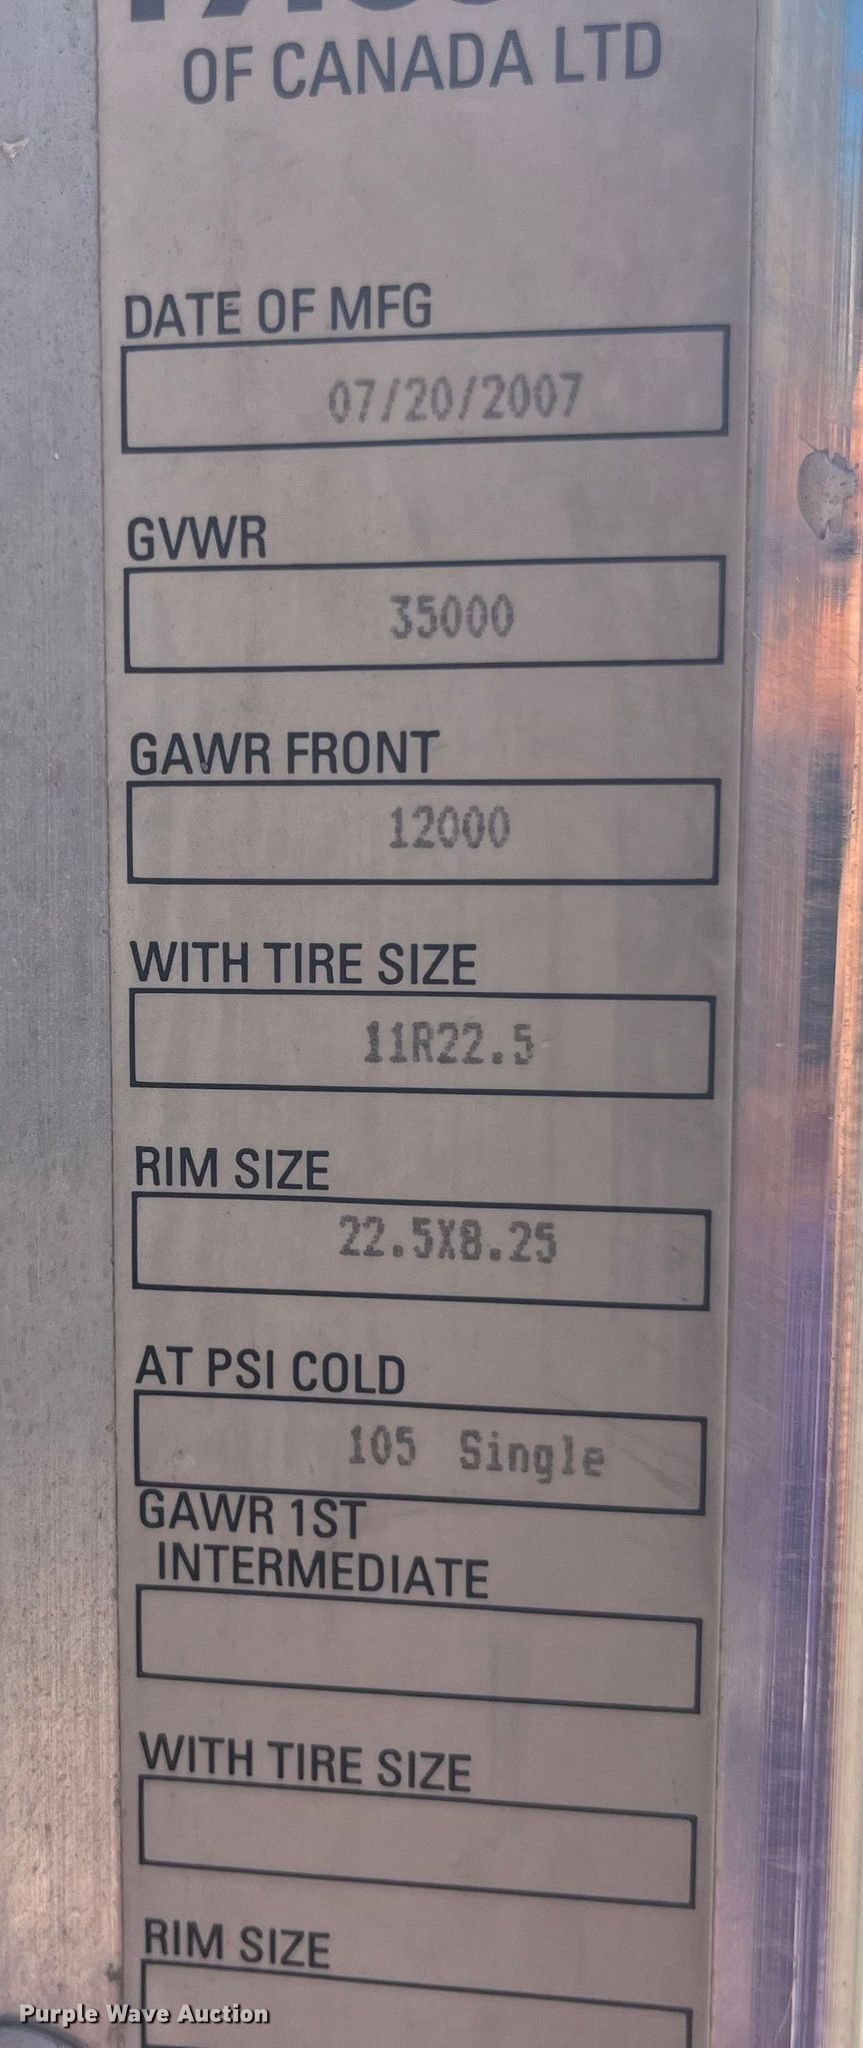 OF CANADA LTD
DATE OF MFG
07/20/2007
GVWR
35000
GAWR FRONT
12000
WITH TIRE SIZE
11R22.5
RIM SIZE
22.5X8.25
AT PSI COLD
105 Single
GAWR 1ST
INTERMEDIATE
WITH TIRE SIZE
RIM SIZE
Purple Wave Auction